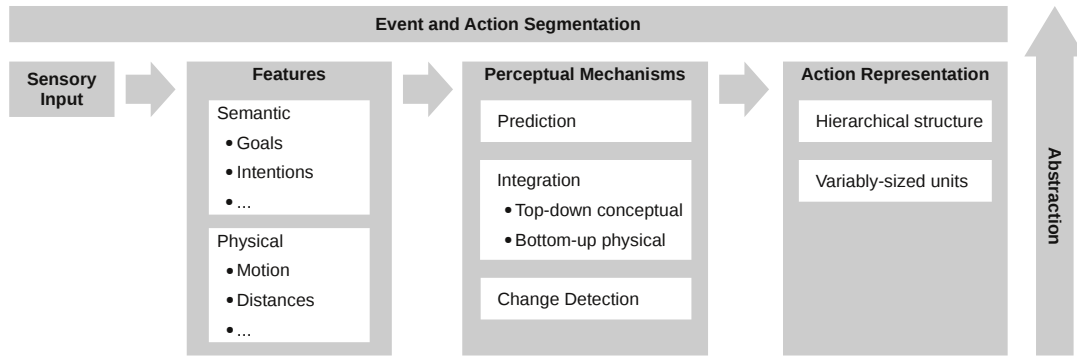 Event and Action Segmentation
Sensory
Input
Features
Semantic
• Goals
• Intentions
• ...
Physical
• Motion
• Distances
• ...
Perceptual Mechanisms
Prediction
Integration
• Top-down conceptual
• Bottom-up physical
Change Detection
Action Representation
Hierarchical structure
Variably-sized units
Abstraction